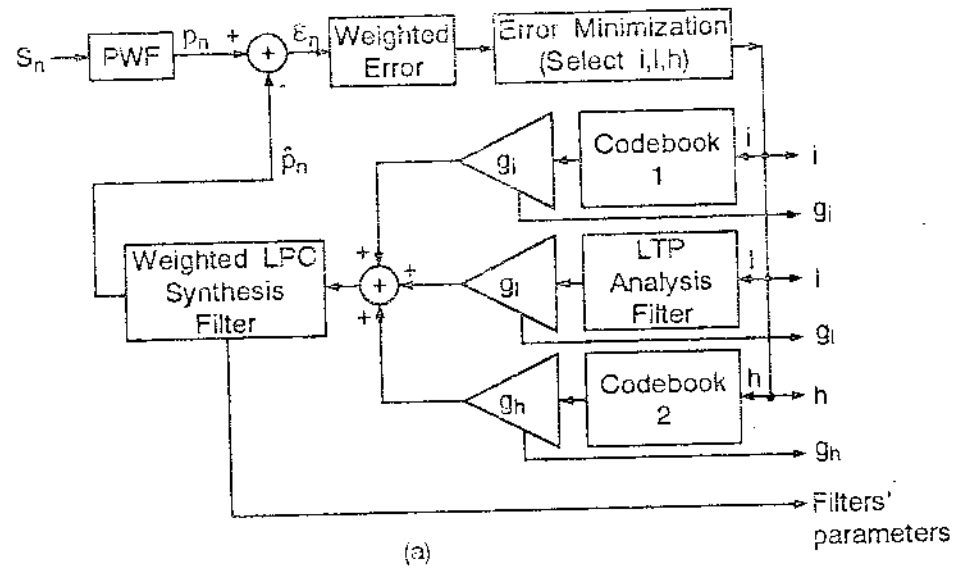 Sn
PWF
pn
+
+
ε̂n
Weighted
Error
Error Minimization
(Select i,l,h)
p̂n
gi
Codebook
1
i
i
gi
Weighted LPC
Synthesis
Filter
+
+
+
+
gl
LTP
Analysis
Filter
l
i
gl
gh
Codebook
2
h
h
gh
Filters'
parameters
(a)